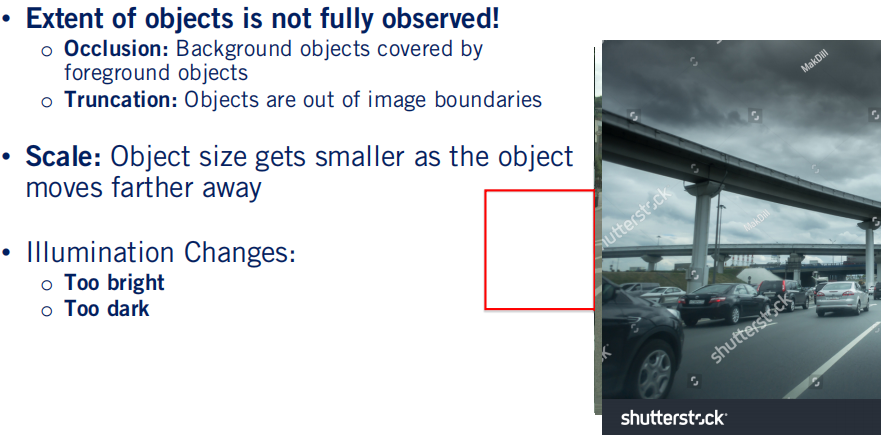 • Extent of objects is not fully observed!
o Occlusion: Background objects covered by
foreground objects
o Truncation: Objects are out of image boundaries
• Scale: Object size gets smaller as the object
moves farther away
• Illumination Changes:
o Too bright
o Too dark
MakDill
shutterstock
MakDill
shutterstock
shutterstock